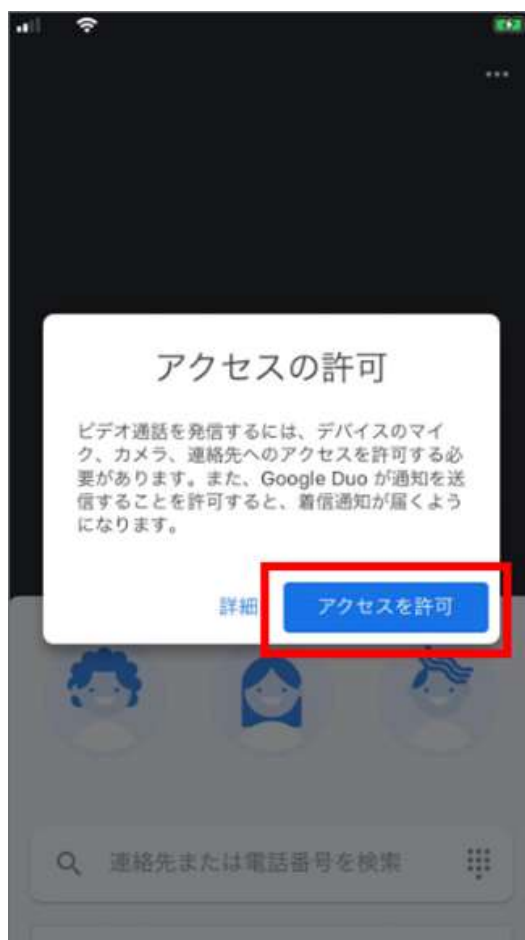 アクセスの許可
ビデオ通話を発信するには、デバイスのマイ
ク、カメラ、連絡先へのアクセスを許可する必
要があります。また、Google Duo が通知を送
信することを許可すると、着信通知が届くよう
になります。
詳細 アクセスを許可
連絡先または電話番号を検索